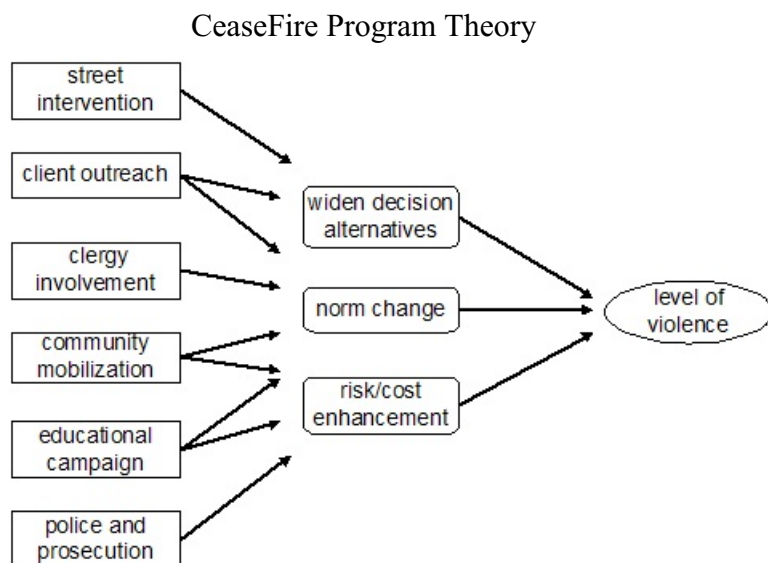 CeaseFire Program Theory
street
intervention
client outreach
clergy
involvement
community
mobilization
educational
campaign
police and
prosecution
widen decision
alternatives
norm change
risk/cost
enhancement
level of
violence